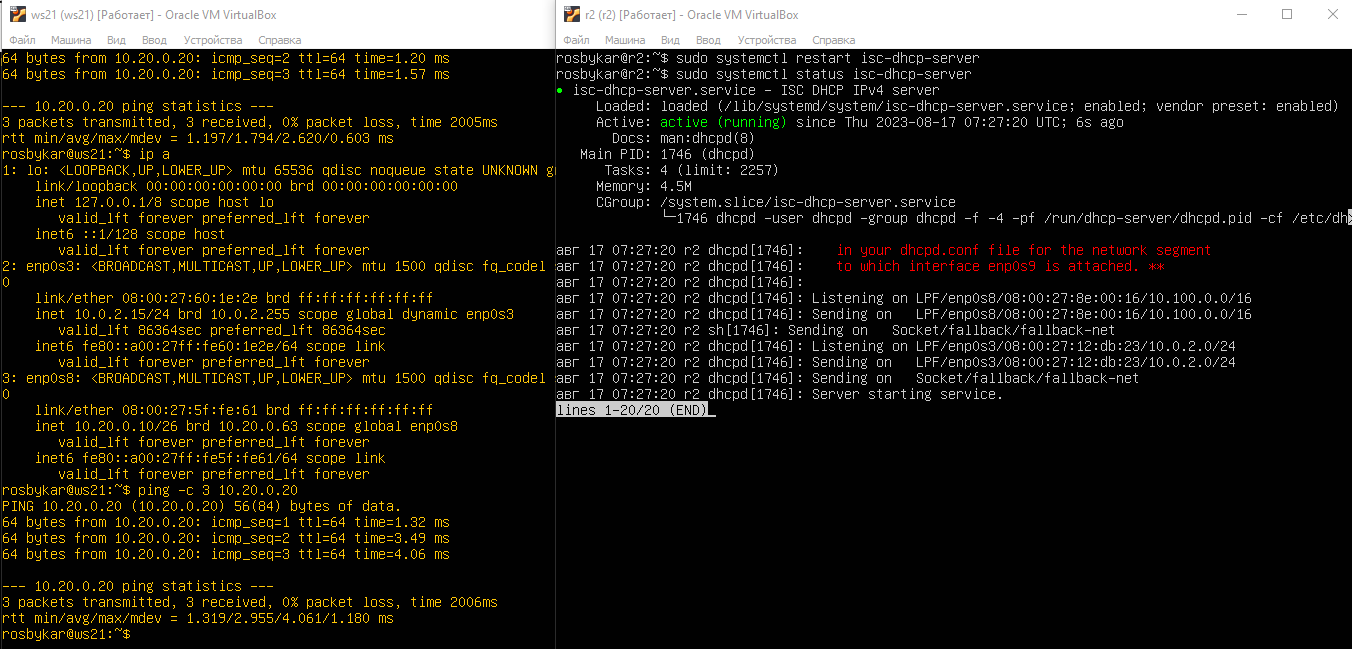 ws21 (ws21) [Работает] - Oracle VM VirtualBox
Файл Машина Вид Ввод Устройства Справка
64 bytes from 10.20.0.20: icmp_seq=2 ttl=64 time=1.20 ms
64 bytes from 10.20.0.20: icmp_seq=3 ttl=64 time=1.57 ms
--- 10.20.0.20 ping statistics ---
3 packets transmitted, 3 received, 0% packet loss, time 2005ms
rtt min/avg/max/mdev = 1.197/1.794/2.620/0.603 ms
rosbykar@ws21:~$ ip a
1: lo: <LOOPBACK,UP,LOWER_UP> mtu 65536 qdisc noqueue state UNKNOWN g
link/loopback 00:00:00:00:00:00 brd 00:00:00:00:00:00
inet 127.0.0.1/8 scope host lo
valid_lft forever preferred_lft forever
inet6 ::1/128 scope host
valid_lft forever preferred_lft forever
2: enp0s3: <BROADCAST,MULTICAST,UP,LOWER_UP> mtu 1500 qdisc fq_codel
0
link/ether 08:00:27:60:1e:2e brd ff:ff:ff:ff:ff:ff
inet 10.0.2.15/24 brd 10.0.2.255 scope global dynamic enp0s3
valid_lft 86364sec preferred_lft 86364sec
inet6 fe80::a00:27ff:fe60:1e2e/64 scope link
valid_lft forever preferred_lft forever
3: enp0s8: <BROADCAST,MULTICAST,UP,LOWER_UP> mtu 1500 qdisc fq_codel
0
link/ether 08:00:27:5f:fe:61 brd ff:ff:ff:ff:ff:ff
inet 10.20.0.10/26 brd 10.20.0.63 scope global enp0s8
valid_lft forever preferred_lft forever
inet6 fe80::a00:27ff:fe5f:fe61/64 scope link
valid_lft forever preferred_lft forever
rosbykar@ws21:~$ ping -c 3 10.20.0.20
PING 10.20.0.20 (10.20.0.20) 56(84) bytes of data.
64 bytes from 10.20.0.20: icmp_seq=1 ttl=64 time=1.32 ms
64 bytes from 10.20.0.20: icmp_seq=2 ttl=64 time=3.49 ms
64 bytes from 10.20.0.20: icmp_seq=3 ttl=64 time=4.06 ms
--- 10.20.0.20 ping statistics ---
3 packets transmitted, 3 received, 0% packet loss, time 2006ms
rtt min/avg/max/mdev = 1.319/2.955/4.061/1.180 ms
rosbykar@ws21:~$
r2 (r2) [Работает] - Oracle VM VirtualBox
Файл Машина Вид Ввод Устройства Справка
rosbykar@r2:~$ sudo systemctl restart isc-dhcp-server
rosbykar@r2:~$ sudo systemctl status isc-dhcp-server
● isc-dhcp-server.service - ISC DHCP IPv4 server
Loaded: loaded (/lib/systemd/system/isc-dhcp-server.service; enabled; vendor preset: enabled)
Active: active (running) since Thu 2023-08-17 07:27:20 UTC; 6s ago
Docs: man:dhcpd(8)
Main PID: 1746 (dhcpd)
Tasks: 4 (limit: 2257)
Memory: 4.5M
CGroup: /system.slice/isc-dhcp-server.service
└─1746 dhcpd -user dhcpd -group dhcpd -f -4 -pf /run/dhcp-server/dhcpd.pid -cf /etc/dh>
авг 17 07:27:20 r2 dhcpd[1746]: in your dhcpd.conf file for the network segment
авг 17 07:27:20 r2 dhcpd[1746]: to which interface enp0s9 is attached. **
авг 17 07:27:20 r2 dhcpd[1746]:
авг 17 07:27:20 r2 dhcpd[1746]: Listening on LPF/enp0s8/08:00:27:8e:00:16/10.100.0.0/16
авг 17 07:27:20 r2 dhcpd[1746]: Sending on LPF/enp0s8/08:00:27:8e:00:16/10.100.0.0/16
авг 17 07:27:20 r2 sh[1746]: Sending on Socket/fallback/fallback-net
авг 17 07:27:20 r2 dhcpd[1746]: Listening on LPF/enp0s3/08:00:27:12:db:23/10.0.2.0/24
авг 17 07:27:20 r2 dhcpd[1746]: Sending on LPF/enp0s3/08:00:27:12:db:23/10.0.2.0/24
авг 17 07:27:20 r2 dhcpd[1746]: Sending on Socket/fallback/fallback-net
авг 17 07:27:20 r2 dhcpd[1746]: Server starting service.
lines 1-20/20 (END)